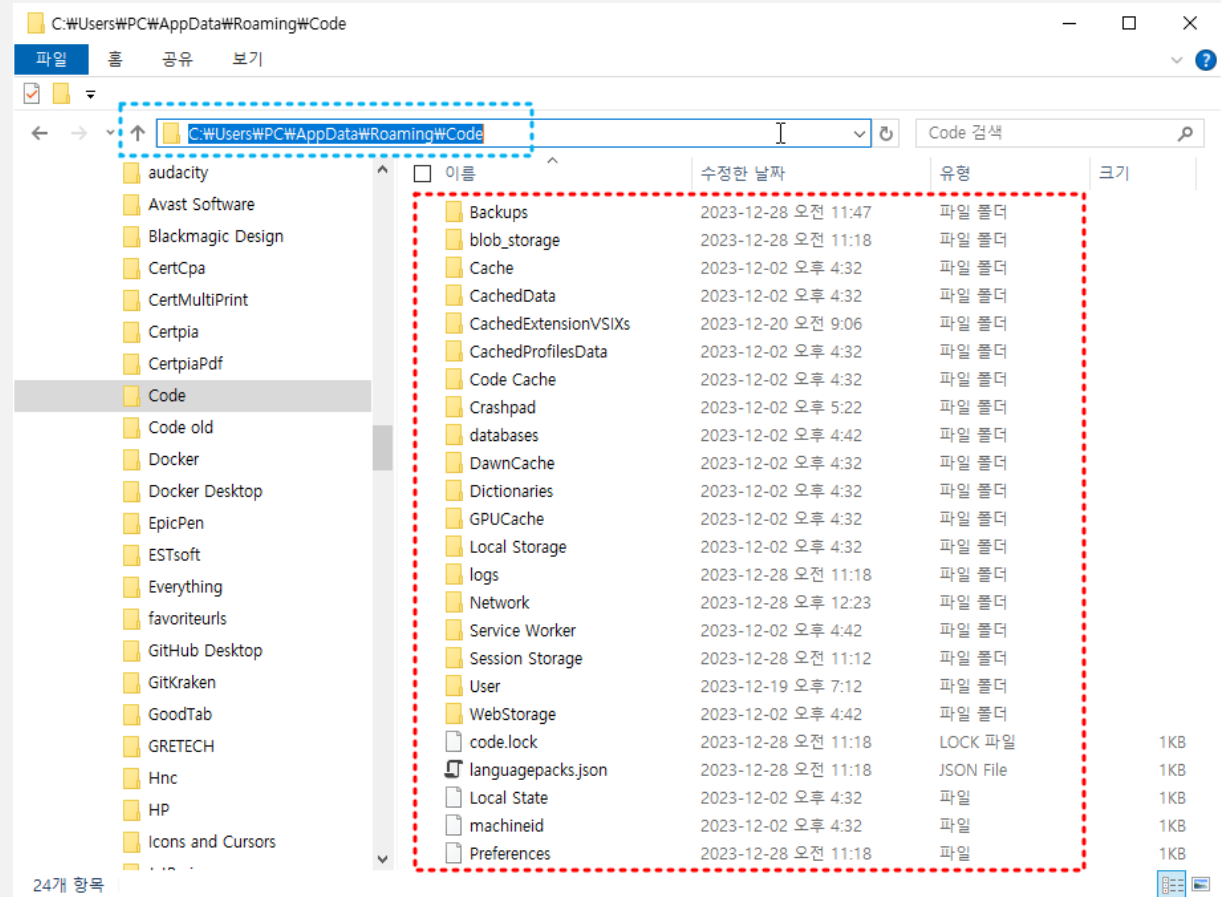 C:₩Users₩PC₩AppData₩Roaming₩Code
파일 홈 공유 보기
C:₩Users₩PC₩AppData₩Roaming₩Code
Code 검색
audacity
Avast Software
Blackmagic Design
CertCpa
CertMultiPrint
Certpia
CertpiaPdf
Code
Code old
Docker
Docker Desktop
EpicPen
ESTsoft
Everything
favoriteurls
GitHub Desktop
GitKraken
GoodTab
GRETECH
Hnc
HP
Icons and Cursors
이름 수정한 날짜 유형 크기
Backups 2023-12-28 오전 11:47 파일 폴더
blob_storage 2023-12-28 오전 11:18 파일 폴더
Cache 2023-12-02 오후 4:32 파일 폴더
CachedData 2023-12-02 오후 4:32 파일 폴더
CachedExtensionVSIXs 2023-12-20 오전 9:06 파일 폴더
CachedProfilesData 2023-12-02 오후 4:32 파일 폴더
Code Cache 2023-12-02 오후 4:32 파일 폴더
Crashpad 2023-12-02 오후 5:22 파일 폴더
databases 2023-12-02 오후 4:42 파일 폴더
DawnCache 2023-12-02 오후 4:32 파일 폴더
Dictionaries 2023-12-02 오후 4:32 파일 폴더
GPUCache 2023-12-02 오후 4:32 파일 폴더
Local Storage 2023-12-02 오후 4:32 파일 폴더
logs 2023-12-28 오전 11:18 파일 폴더
Network 2023-12-28 오후 12:23 파일 폴더
Service Worker 2023-12-02 오후 4:42 파일 폴더
Session Storage 2023-12-28 오전 11:12 파일 폴더
User 2023-12-19 오후 7:12 파일 폴더
WebStorage 2023-12-02 오후 4:42 파일 폴더
code.lock 2023-12-28 오전 11:18 LOCK 파일 1KB
languagepacks.json 2023-12-28 오전 11:18 JSON File 1KB
Local State 2023-12-02 오후 4:32 파일 1KB
machineid 2023-12-02 오후 4:32 파일 1KB
Preferences 2023-12-28 오전 11:18 파일 1KB
24개 항목